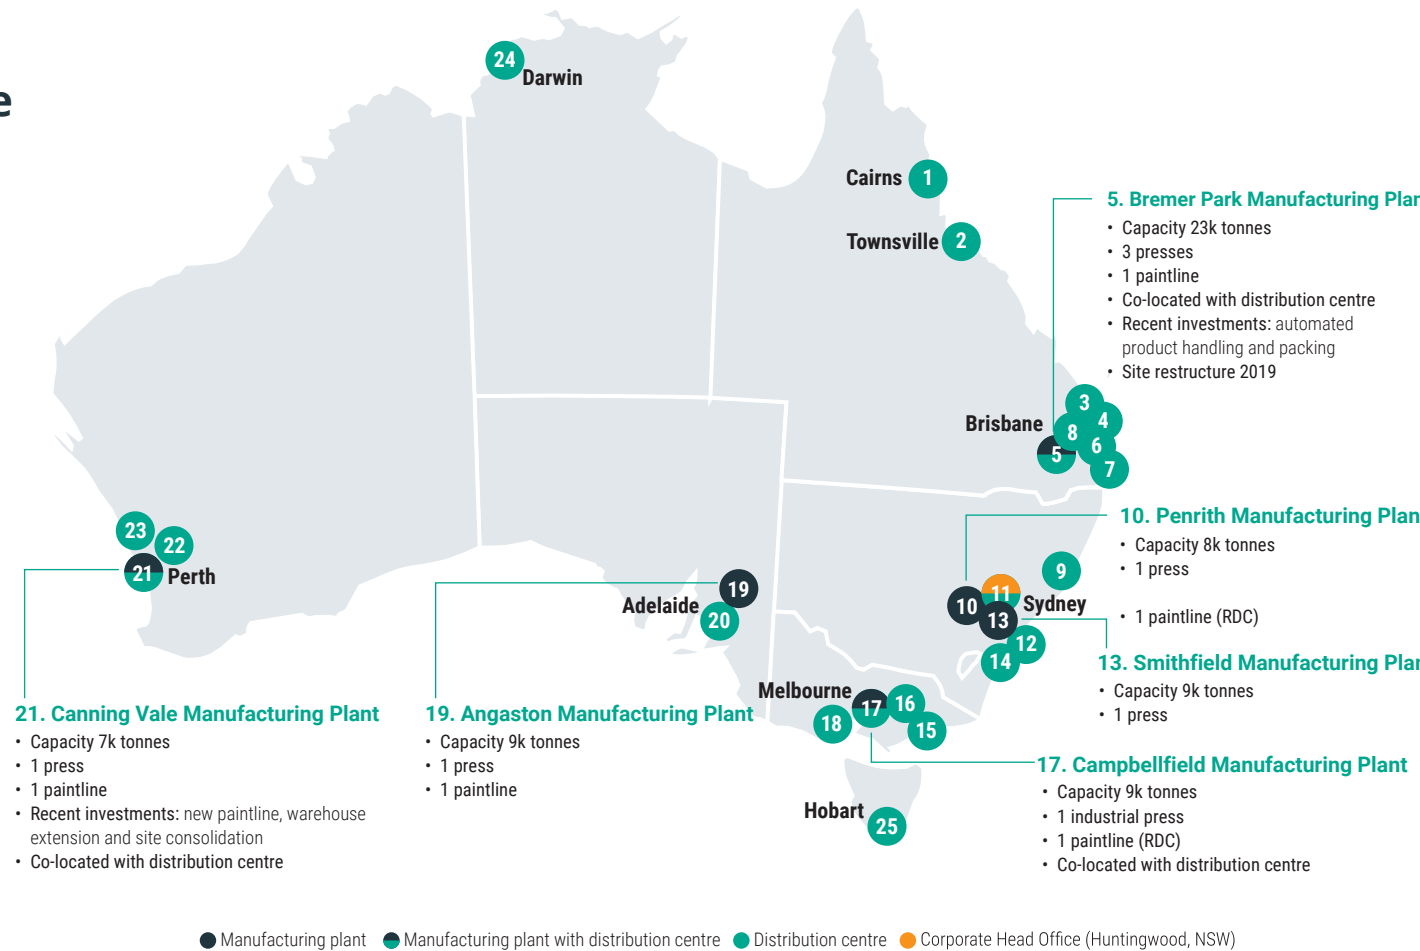 e
24
Darwin
Cairns 1
Townsville 2
5. Bremer Park Manufacturing Plan
• Capacity 23k tonnes
• 3 presses
• 1 paintline
• Co-located with distribution centre
• Recent investments: automated
product handling and packing
• Site restructure 2019
Brisbane
3
4
8
6
5
7
10. Penrith Manufacturing Plan
• Capacity 8k tonnes
• 1 press
• 1 paintline (RDC)
9
11
10
Sydney
13
12
14
13. Smithfield Manufacturing Plan
• Capacity 9k tonnes
• 1 press
23
22
21
Perth
19
Adelaide
20
Melbourne
16
17
18
15
21. Canning Vale Manufacturing Plant
• Capacity 7k tonnes
• 1 press
• 1 paintline
• Recent investments: new paintline, warehouse
extension and site consolidation
• Co-located with distribution centre
19. Angaston Manufacturing Plant
• Capacity 9k tonnes
• 1 press
• 1 paintline
17. Campbellfield Manufacturing Plant
• Capacity 9k tonnes
• 1 industrial press
• 1 paintline (RDC)
• Co-located with distribution centre
Hobart
25
Manufacturing plant Manufacturing plant with distribution centre Distribution centre Corporate Head Office (Huntingwood, NSW)